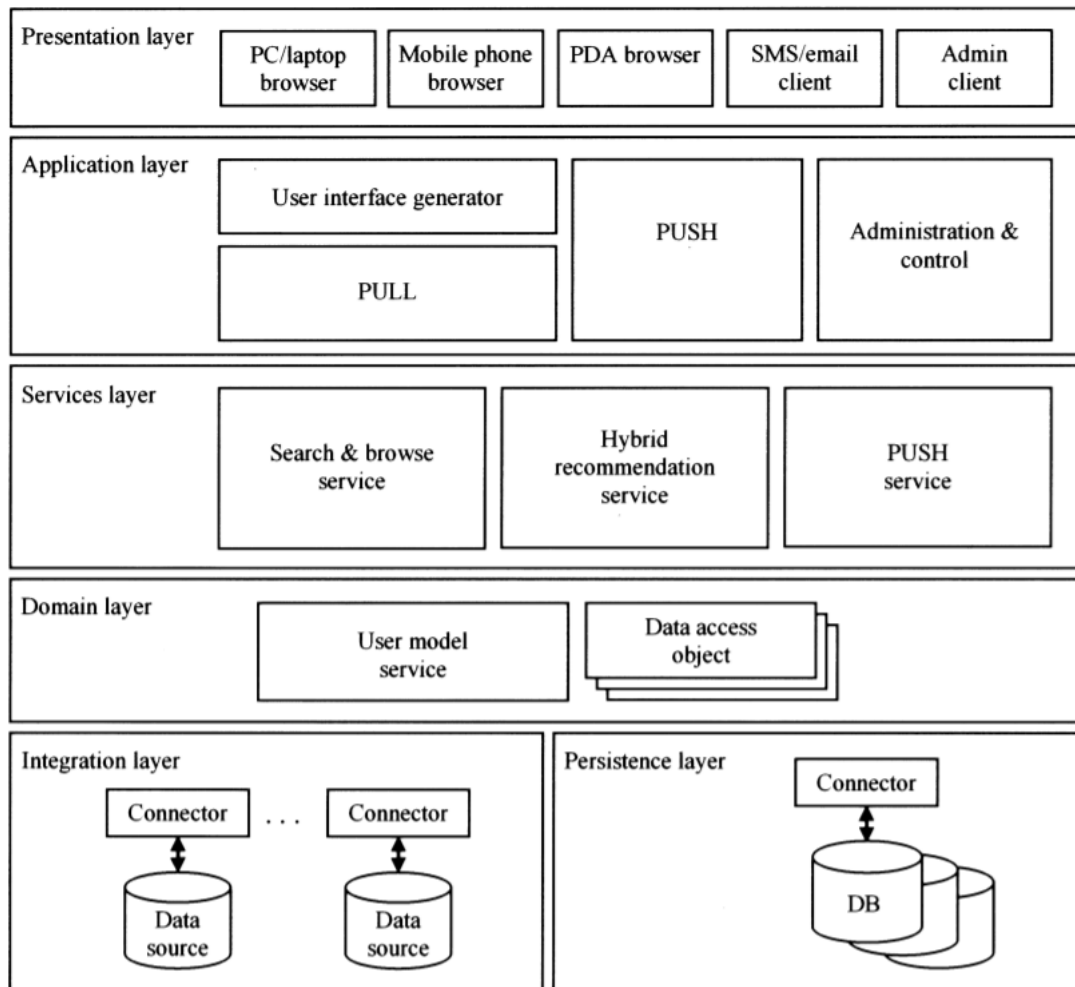 Presentation layer
PC/laptop
browser
Mobile phone
browser
PDA browser
SMS/email
client
Admin
client
Application layer
User interface generator
PULL
PUSH
Administration &
control
Services layer
Search & browse
service
Hybrid
recommendation
service
PUSH
service
Domain layer
User model
service
Data access
object
Integration layer
Connector
. . .
Connector
Data
source
Data
source
Persistence layer
Connector
DB